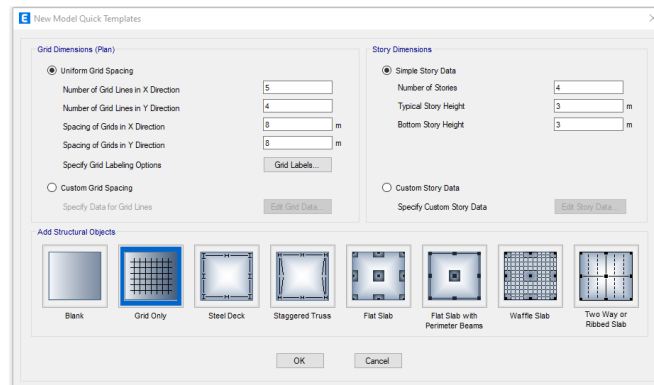 E New Model Quick Templates
Grid Dimensions (Plan)
Uniform Grid Spacing
Number of Grid Lines in X Direction 5
Number of Grid Lines in Y Direction 4
Spacing of Grids in X Direction 8 m
Spacing of Grids in Y Direction 8 m
Specify Grid Labeling Options Grid Labels...
Custom Grid Spacing
Specify Data for Grid Lines Edit Grid Data...
Story Dimensions
Simple Story Data
Number of Stories 4
Typical Story Height 3 m
Bottom Story Height 3 m
Custom Story Data
Specify Custom Story Data Edit Story Data...
Add Structural Objects
Blank
Grid Only
Steel Deck
Staggered Truss
Flat Slab
Flat Slab with
Perimeter Beams
Waffle Slab
Two Way or
Ribbed Slab
OK Cancel